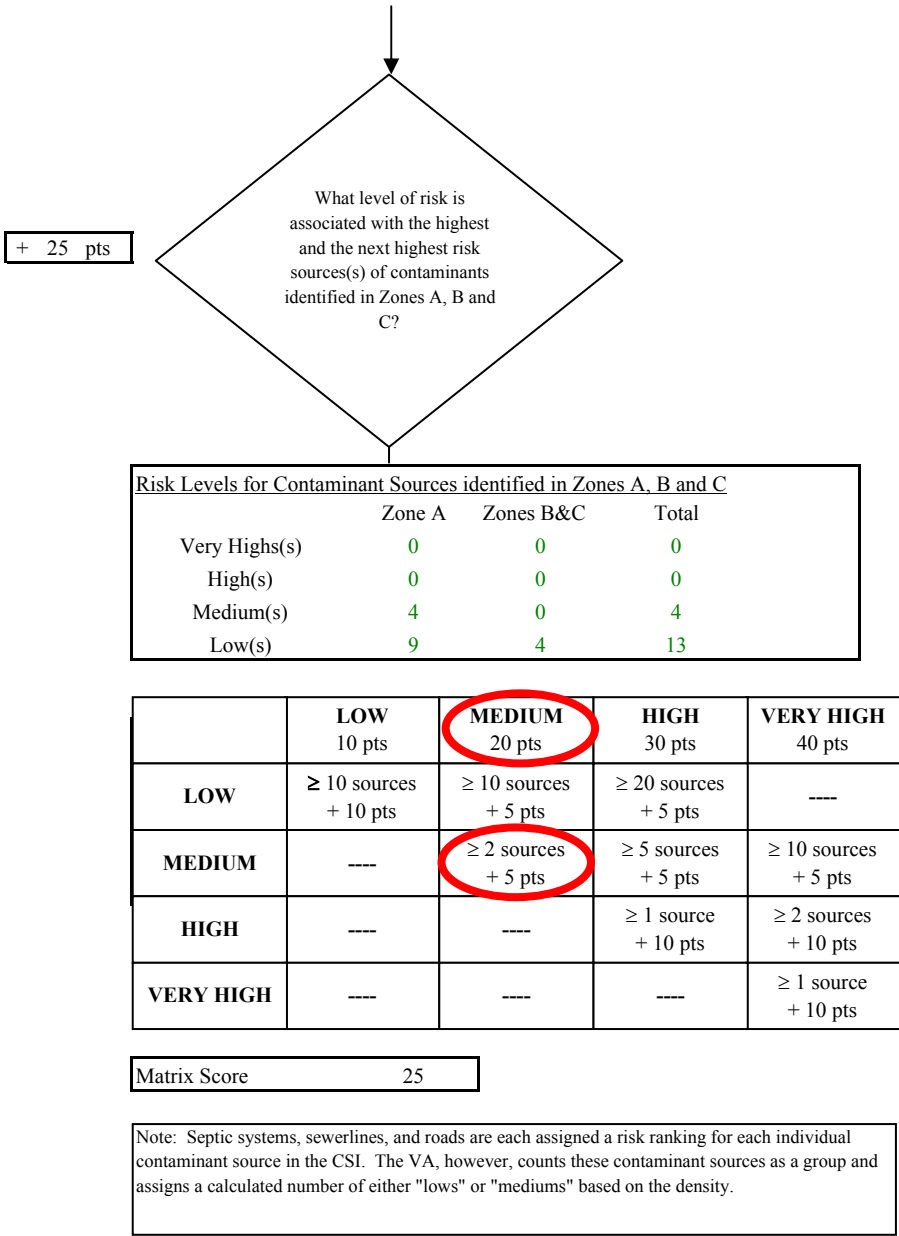 What level of risk is
associated with the highest
and the next highest risk
sources(s) of contaminants
identified in Zones A, B and
C?
+ 25 pts
Risk Levels for Contaminant Sources identified in Zones A, B and C
Zone A Zones B&C Total
Very Highs(s) 0 0 0
High(s) 0 0 0
Medium(s) 4 0 4
Low(s) 9 4 13
LOW MEDIUM HIGH VERY HIGH
10 pts 20 pts 30 pts 40 pts
LOW ≥ 10 sources ≥ 10 sources ≥ 20 sources ----
+ 10 pts + 5 pts + 5 pts
MEDIUM ---- ≥ 2 sources ≥ 5 sources ≥ 10 sources
+ 5 pts + 5 pts + 5 pts
HIGH ---- ---- ≥ 1 source ≥ 2 sources
+ 10 pts + 10 pts
VERY HIGH ---- ---- ---- ≥ 1 source
+ 10 pts
Matrix Score 25
Note: Septic systems, sewerlines, and roads are each assigned a risk ranking for each individual
contaminant source in the CSI. The VA, however, counts these contaminant sources as a group and
assigns a calculated number of either "lows" or "mediums" based on the density.